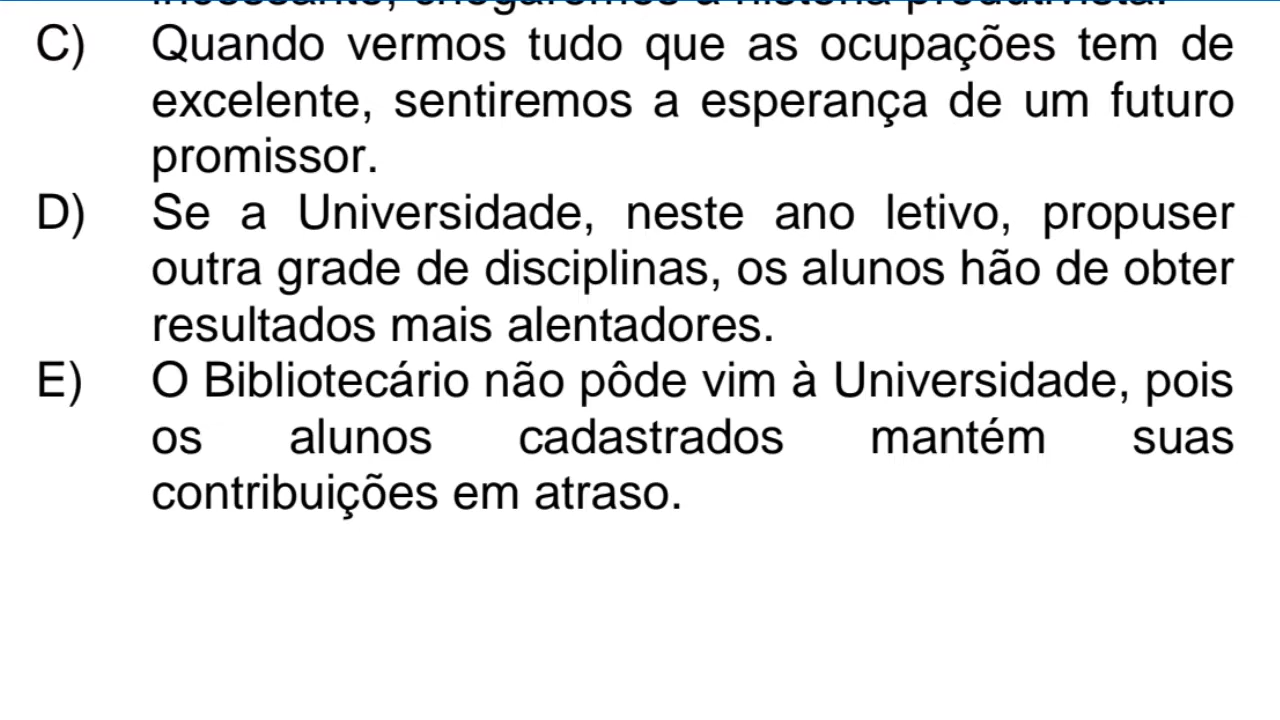 C) Quando vermos tudo que as ocupações tem de
excelente, sentiremos a esperança de um futuro
promissor.
D) Se a Universidade, neste ano letivo, propuser
outra grade de disciplinas, os alunos hão de obter
resultados mais alentadores.
E) O Bibliotecário não pôde vim à Universidade, pois
os alunos cadastrados mantém suas
contribuições em atraso.